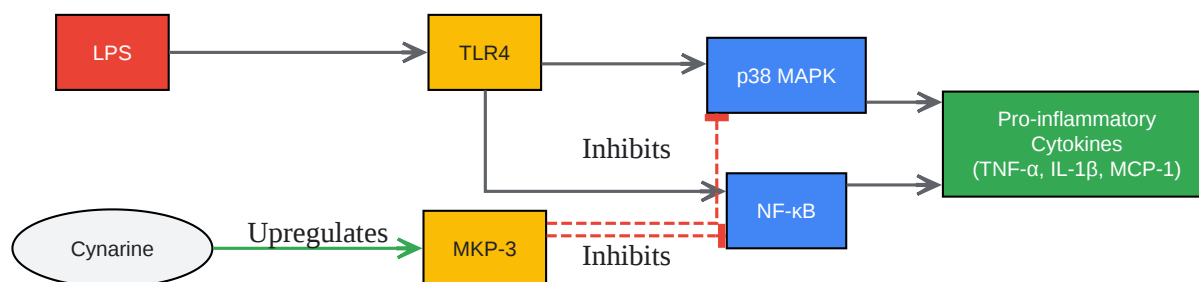 LPS
TLR4
p38 MAPK
Pro-inflammatory
Cytokines
(TNF-α, IL-1β, MCP-1)
Inhibits
NF-κB
Cynarine
Upregulates
MKP-3
Inhibits